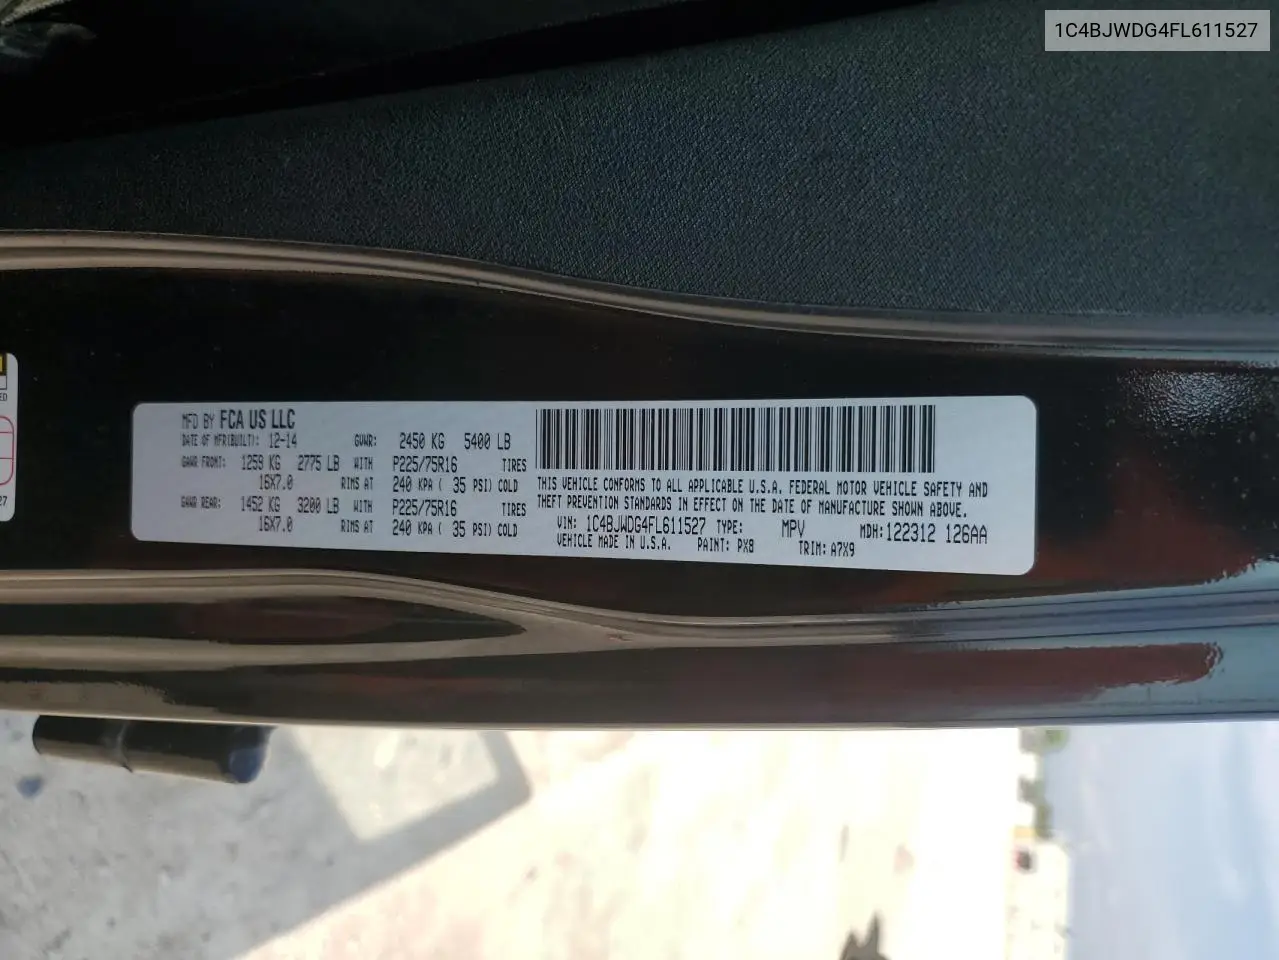 1C4BJWDG4FL611527
MFD BY FCA US LLC
DATE OF MFR(BUILT): 12-14 GVWR: 2450 KG 5400 LB
GAWR FRONT: 1259 KG 2775 LB WITH P225/75R16 TIRES
16X7.0 RIMS AT 240 KPA ( 35 PSI) COLD
GAWR REAR: 1452 KG 3200 LB WITH P225/75R16 TIRES
16X7.0 RIMS AT 240 KPA ( 35 PSI) COLD
THIS VEHICLE CONFORMS TO ALL APPLICABLE U.S.A. FEDERAL MOTOR VEHICLE SAFETY AND
THEFT PREVENTION STANDARDS IN EFFECT ON THE DATE OF MANUFACTURE SHOWN ABOVE.
VIN: 1C4BJWDG4FL611527 TYPE: MPV MDH:122312 126AA
VEHICLE MADE IN U.S.A. PAINT: PX8 TRIM: A7X9
ED
27